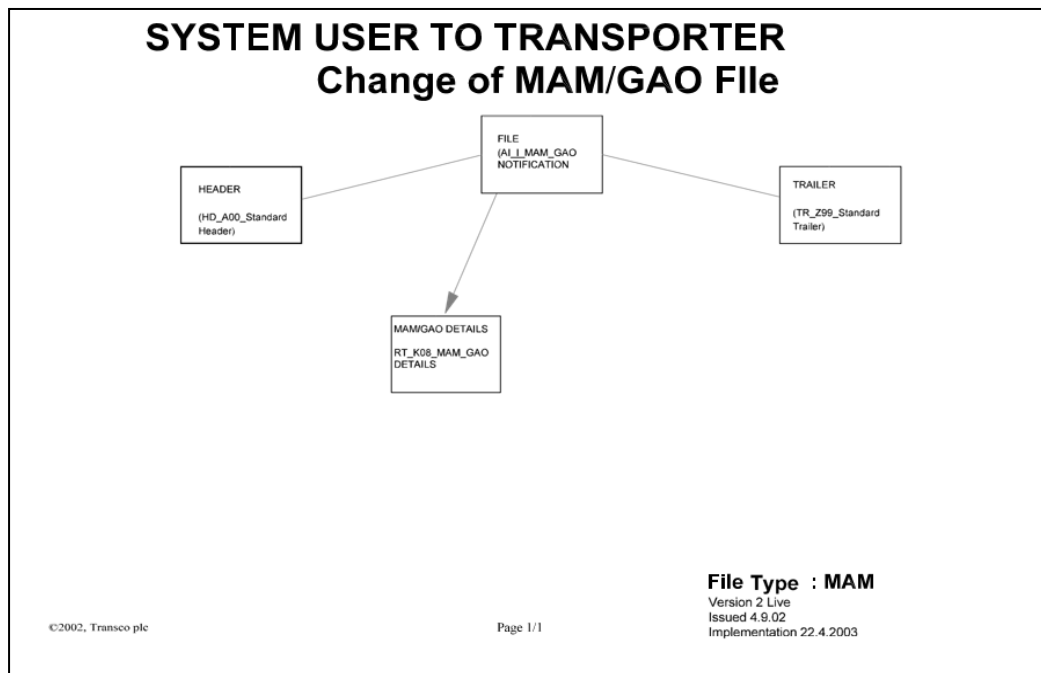 SYSTEM USER TO TRANSPORTER
Change of MAM/GAO FIle
FILE
(AI_I_MAM_GAO
NOTIFICATION
HEADER
(HD_A00_Standard
Header)
TRAILER
(TR_Z99_Standard
Trailer)
MAM/GAO DETAILS
RT_K08_MAM_GAO
DETAILS
File Type : MAM
Version 2 Live
Issued 4.9.02
Implementation 22.4.2003
©2002, Transco plc
Page 1/1